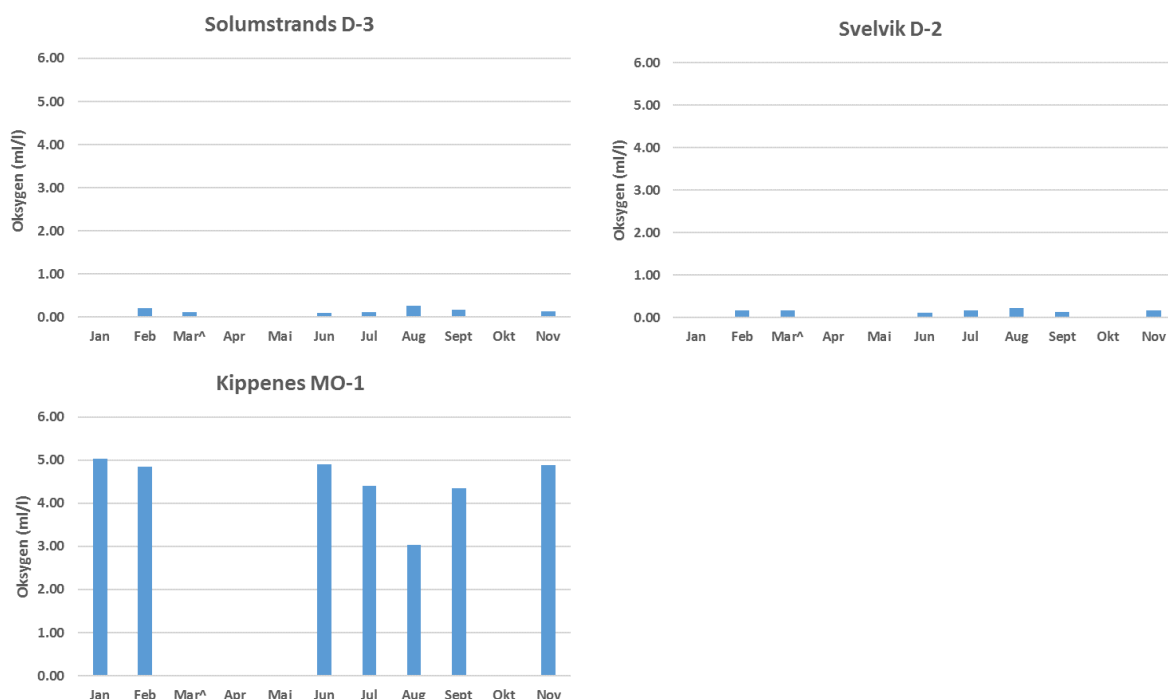 Solumstrands D-3
Oksygen (ml/l)
6.00
5.00
4.00
3.00
2.00
1.00
0.00
Jan Feb Mar^ Apr Mai Jun Jul Aug Sept Okt Nov
Svelvik D-2
Oksygen (ml/l)
6.00
5.00
4.00
3.00
2.00
1.00
0.00
Jan Feb Mar^ Apr Mai Jun Jul Aug Sept Okt Nov
Kippenes MO-1
Oksygen (ml/l)
6.00
5.00
4.00
3.00
2.00
1.00
0.00
Jan Feb Mar^ Apr Mai Jun Jul Aug Sept Okt Nov